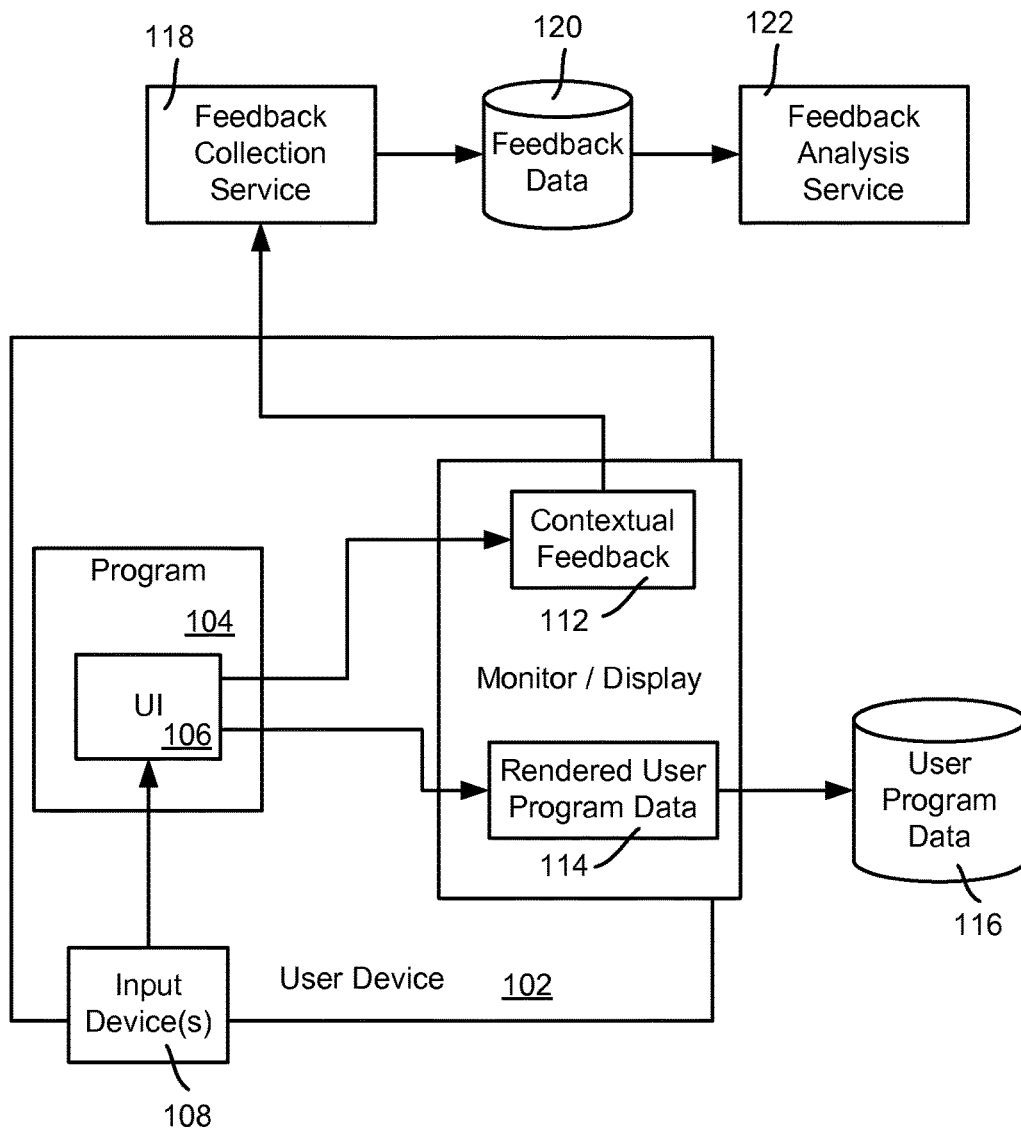 118
120
122
Feedback
Collection
Service
Feedback
Data
Feedback
Analysis
Service
Contextual
Feedback
112
Program
104
UI
106
Monitor / Display
Rendered User
Program Data
114
User
Program
Data
116
Input
Device(s)
108
User Device
102